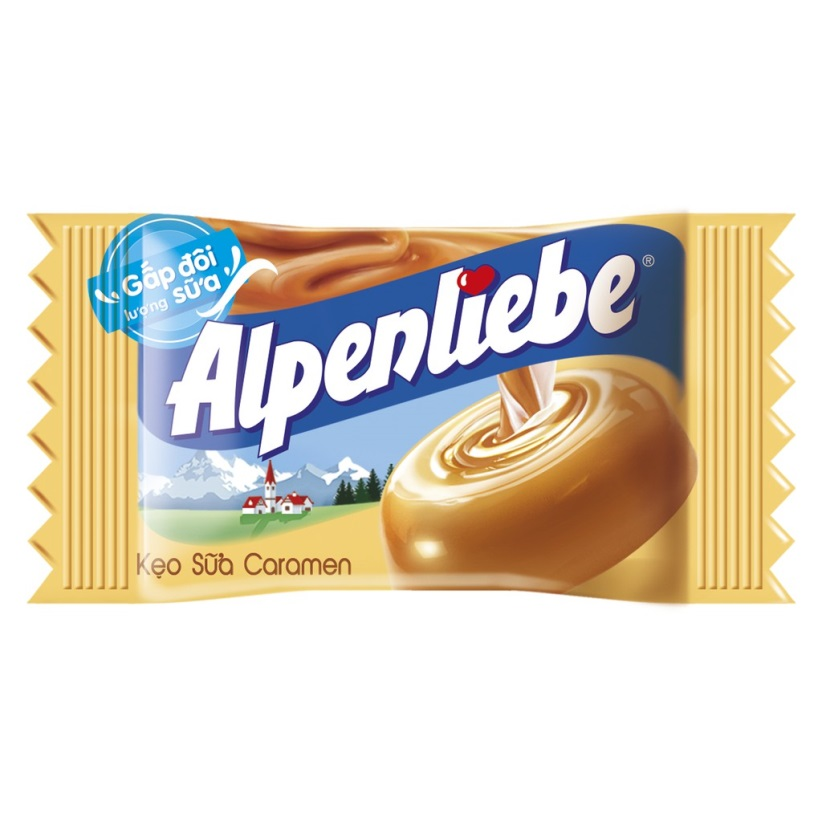 Gấp đôi
lượng sữa
Alpenliebe®
Kẹo Sữa Caramen